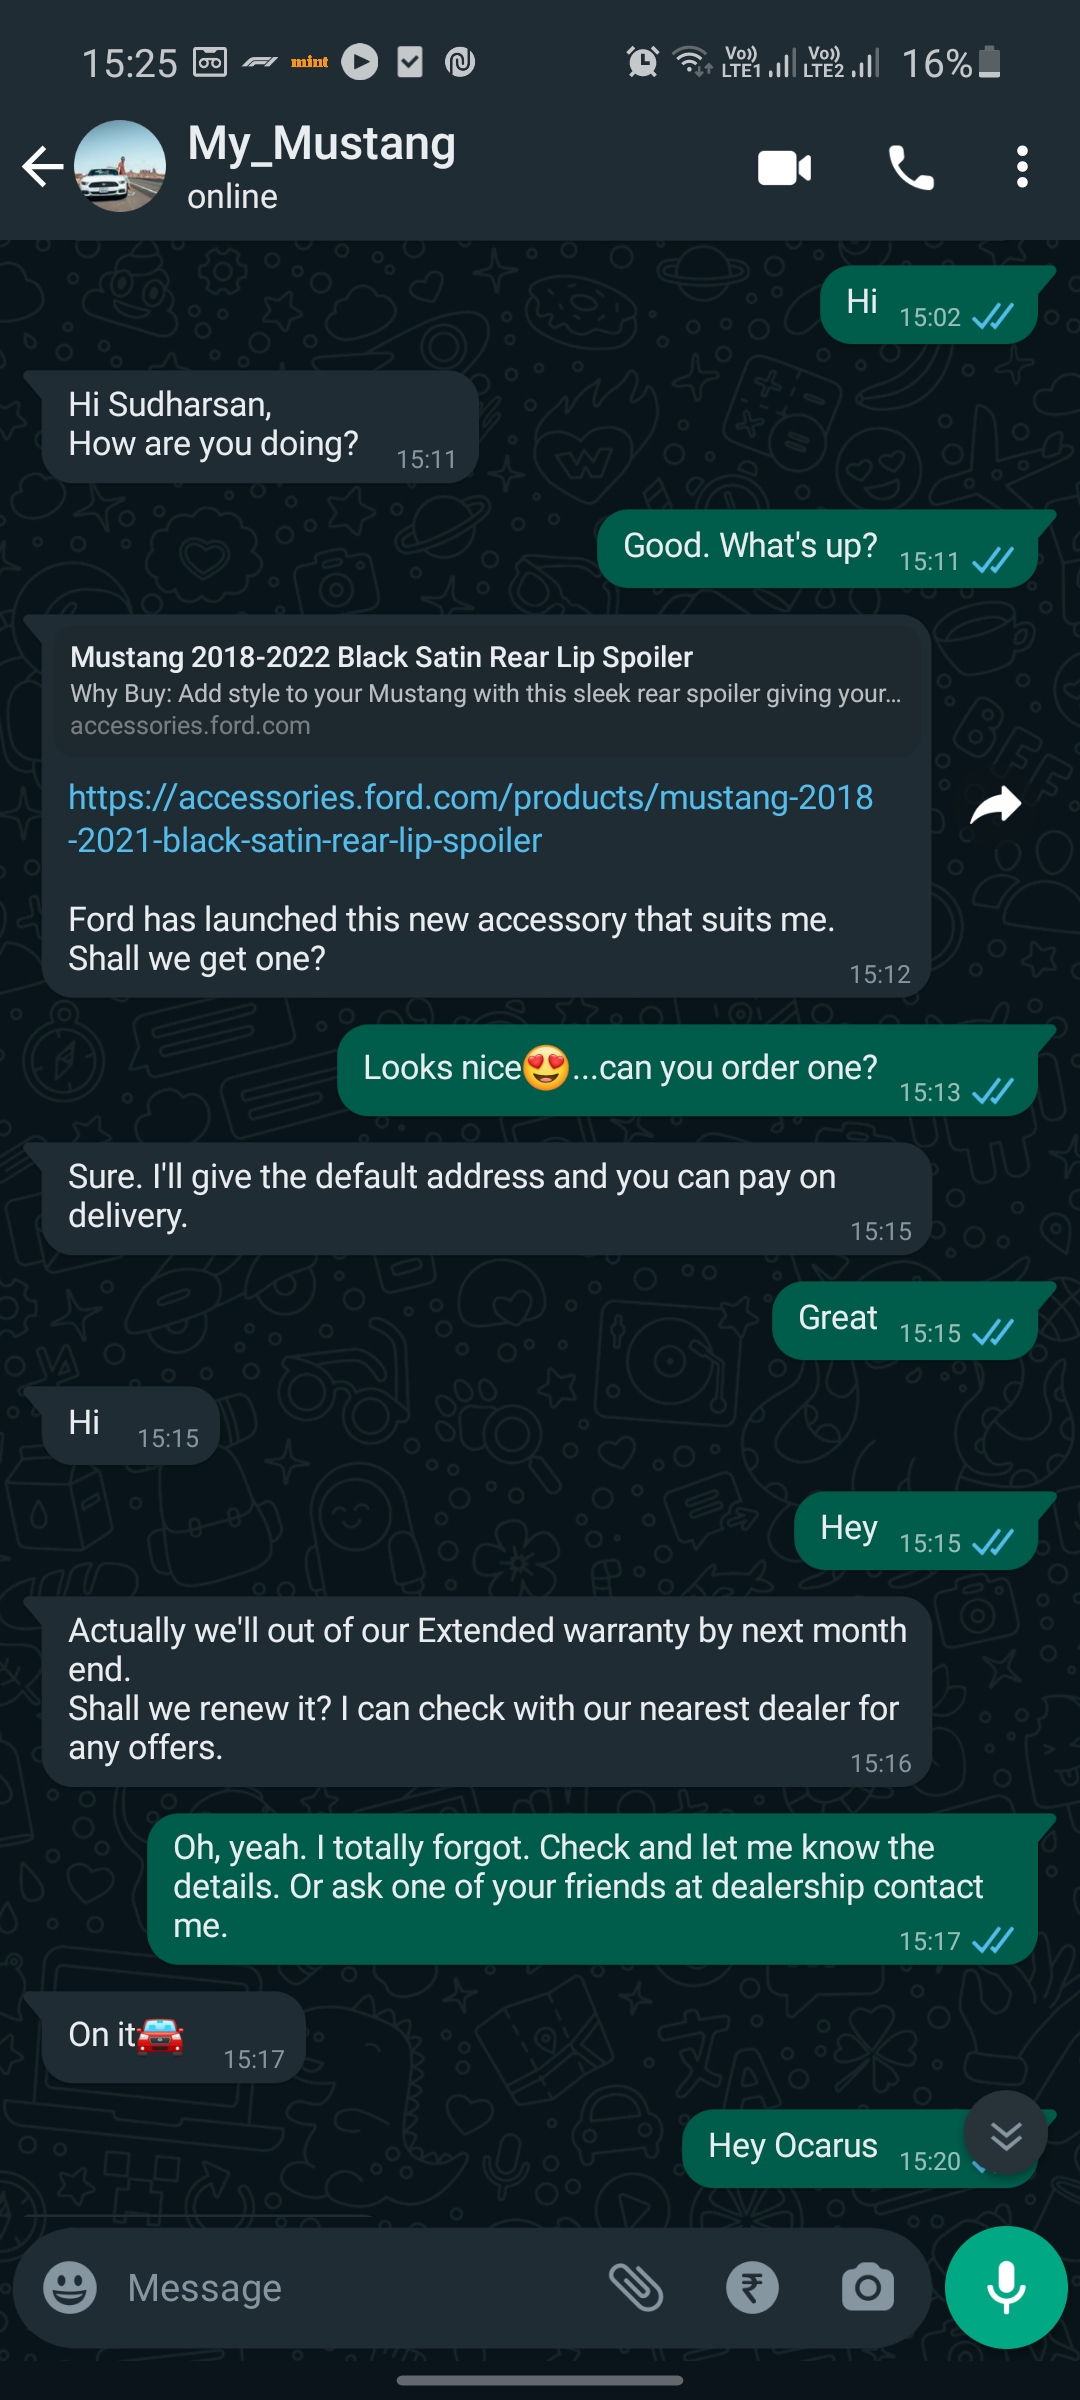 15:25
mint
Vo))
LTE1
Vo))
LTE2
16%
My_Mustang
online
Hi
15:02
Hi Sudharsan,
How are you doing?
15:11
Good. What's up?
15:11
Mustang 2018-2022 Black Satin Rear Lip Spoiler
Why Buy: Add style to your Mustang with this sleek rear spoiler giving your...
accessories.ford.com
https://accessories.ford.com/products/mustang-2018
-2021-black-satin-rear-lip-spoiler
Ford has launched this new accessory that suits me.
Shall we get one?
15:12
Looks nice😍...can you order one?
15:13
Sure. I'll give the default address and you can pay on
delivery.
15:15
Great
15:15
Hi
15:15
Hey
15:15
Actually we'll out of our Extended warranty by next month
end.
Shall we renew it? I can check with our nearest dealer for
any offers.
15:16
Oh, yeah. I totally forgot. Check and let me know the
details. Or ask one of your friends at dealership contact
me.
15:17
On it🚘
15:17
Hey Ocarus
15:20
Message
₹